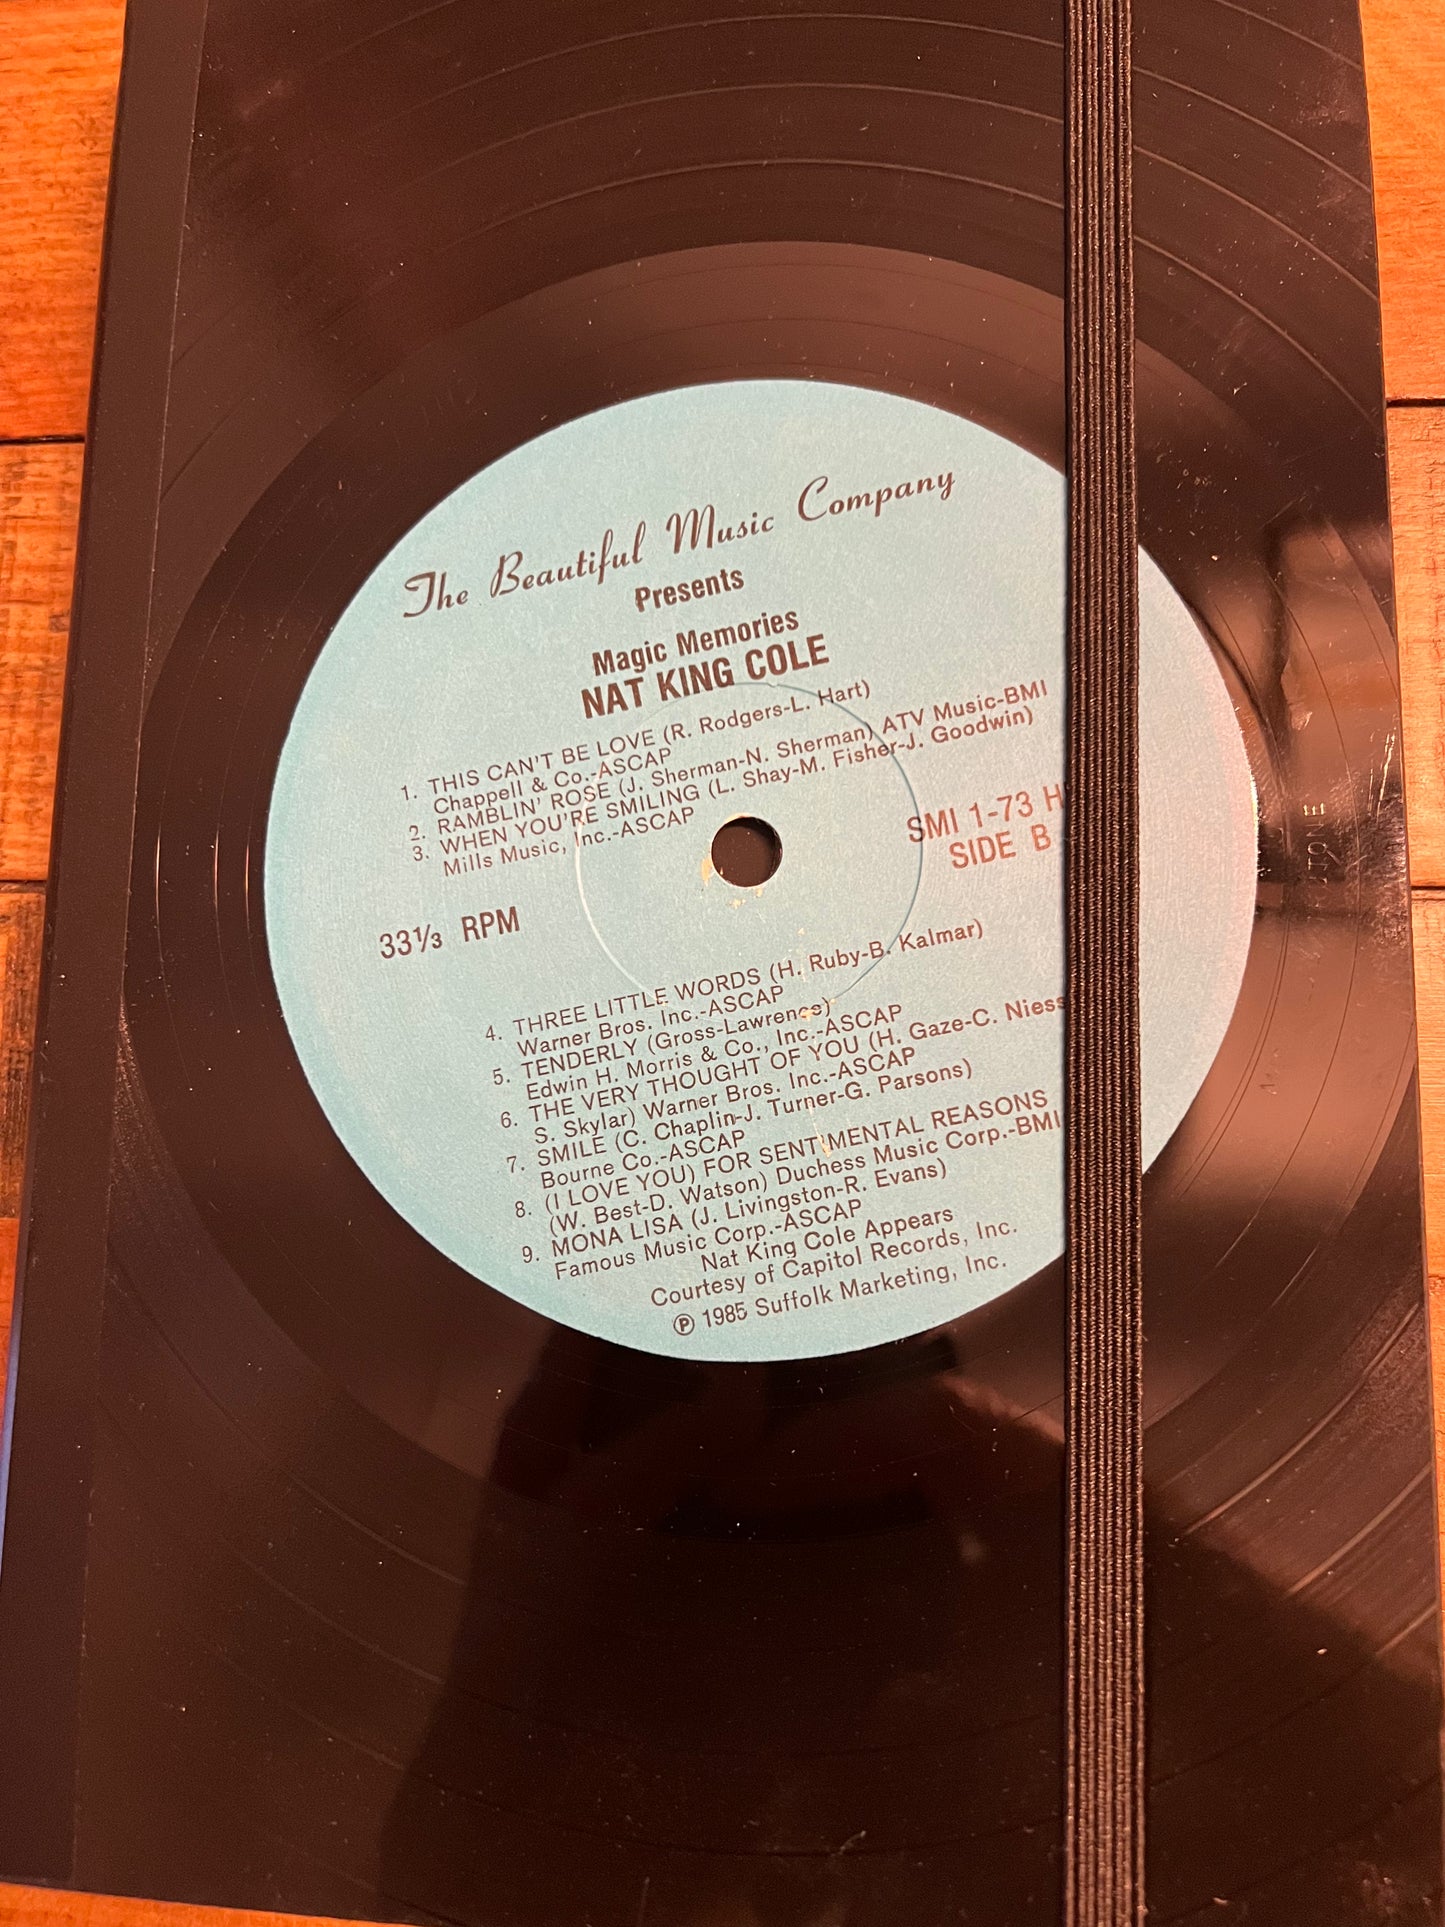 The Beautiful Music Company
Presents
Magic Memories
NAT KING COLE
1. THIS CAN'T BE LOVE (R. Rodgers-L. Hart)
Chappell & Co.-ASCAP
2. RAMBLIN' ROSE (J. Sherman-N. Sherman) ATV Music-BMI
3. WHEN YOU'RE SMILING (L. Shay-M. Fisher-J. Goodwin)
Mills Music, Inc.-ASCAP
SMI 1-73 H
SIDE B
33⅓ RPM
4. THREE LITTLE WORDS (H. Ruby-B. Kalmar)
Warner Bros. Inc.-ASCAP
5. TENDERLY (Gross-Lawrence)
Edwin H. Morris & Co., Inc.-ASCAP
6. THE VERY THOUGHT OF YOU (H. Gaze-C. Niess
S. Skylar) Warner Bros. Inc.-ASCAP
7. SMILE (C. Chaplin-J. Turner-G. Parsons)
Bourne Co.-ASCAP
8. (I LOVE YOU) FOR SENTIMENTAL REASONS
(W. Best-D. Watson) Duchess Music Corp.-BMI
9. MONA LISA (J. Livingston-R. Evans)
Famous Music Corp.-ASCAP
Nat King Cole Appears
Courtesy of Capitol Records, Inc.
℗ 1985 Suffolk Marketing, Inc.